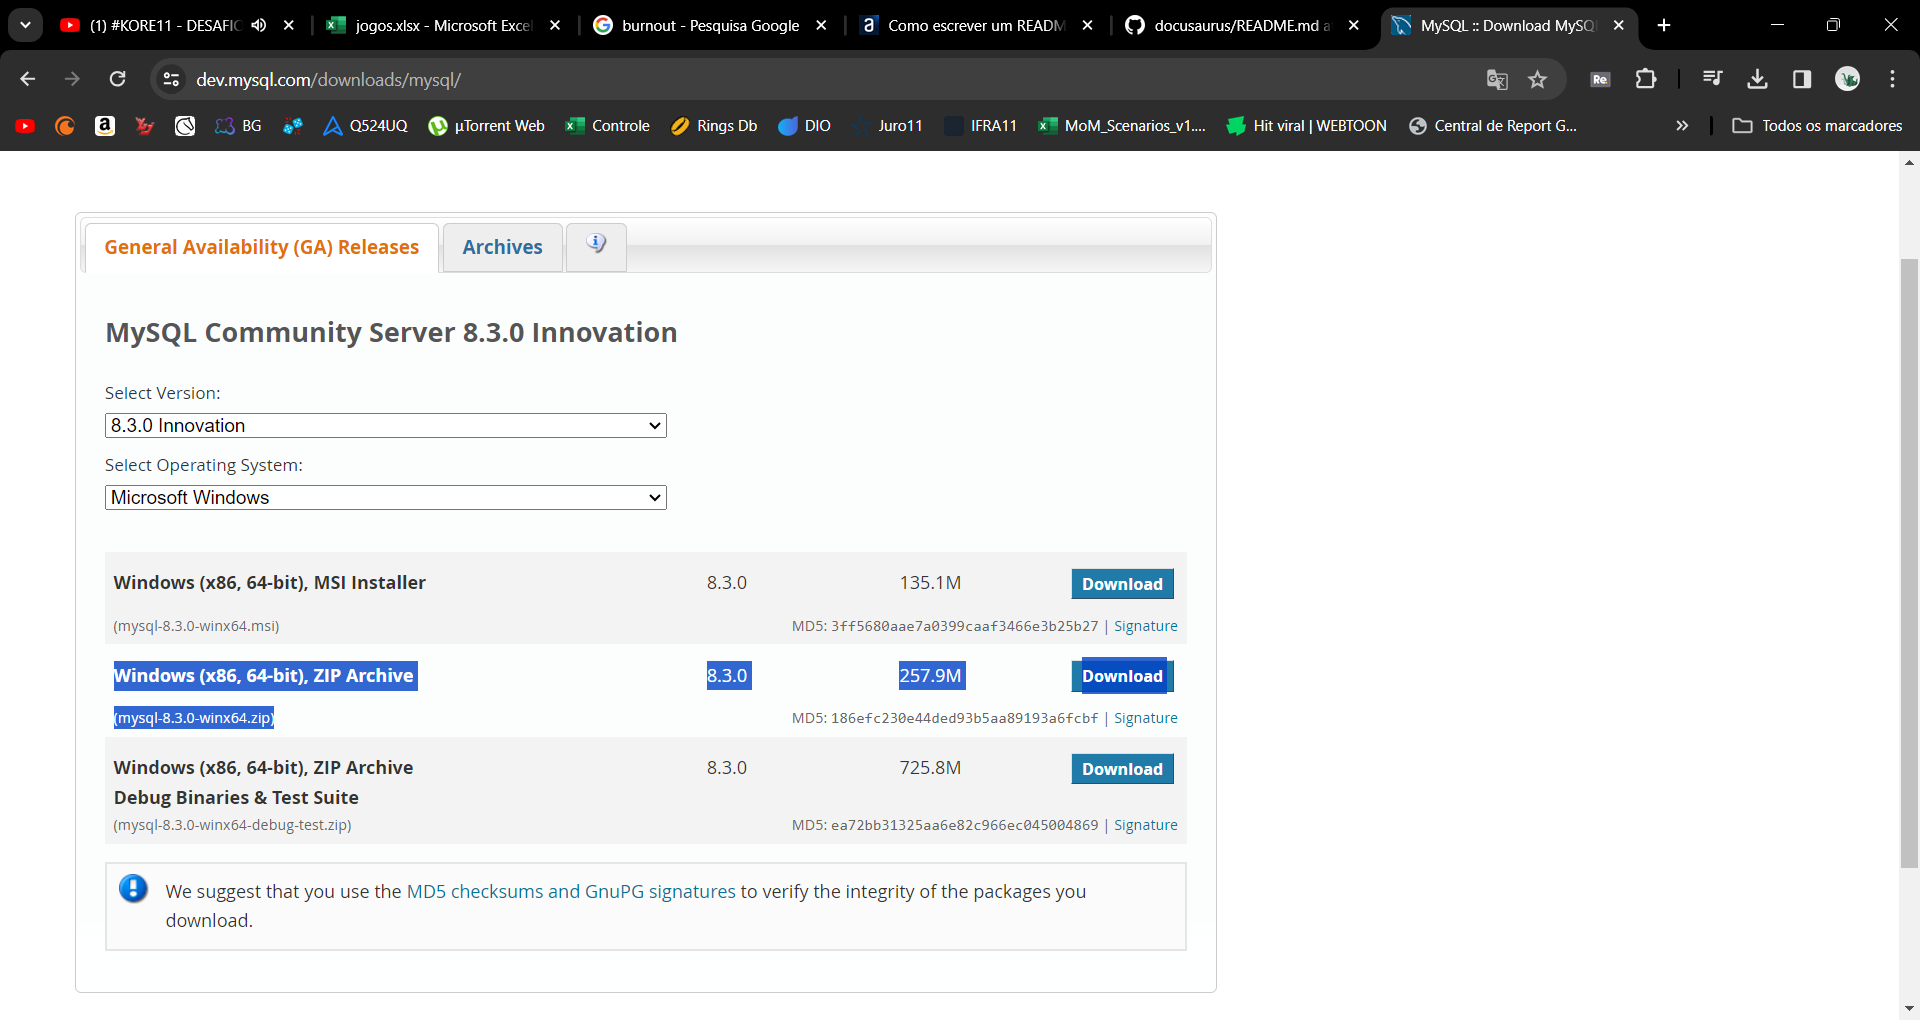 (1) #KORE11 - DESAFIO
jogos.xlsx - Microsoft Exce
burnout - Pesquisa Google
Como escrever um READM
docusaurus/README.md a
MySQL :: Download MySQ
dev.mysql.com/downloads/mysql/
BG
Q524UQ
µTorrent Web
Controle
Rings Db
DIO
Juro11
IFRA11
MoM_Scenarios_v1....
Hit viral | WEBTOON
Central de Report G...
»
Todos os marcadores
General Availability (GA) Releases
Archives
MySQL Community Server 8.3.0 Innovation
Select Version:
8.3.0 Innovation
Select Operating System:
Microsoft Windows
Windows (x86, 64-bit), MSI Installer 8.3.0 135.1M Download
(mysql-8.3.0-winx64.msi) MD5: 3ff5680aae7a0399caaf3466e3b25b27 | Signature
Windows (x86, 64-bit), ZIP Archive 8.3.0 257.9M Download
(mysql-8.3.0-winx64.zip) MD5: 186efc230e44ded93b5aa89193a6fcbf | Signature
Windows (x86, 64-bit), ZIP Archive 8.3.0 725.8M Download
Debug Binaries & Test Suite
(mysql-8.3.0-winx64-debug-test.zip) MD5: ea72bb31325aa6e82c966ec045004869 | Signature
We suggest that you use the MD5 checksums and GnuPG signatures to verify the integrity of the packages you
download.